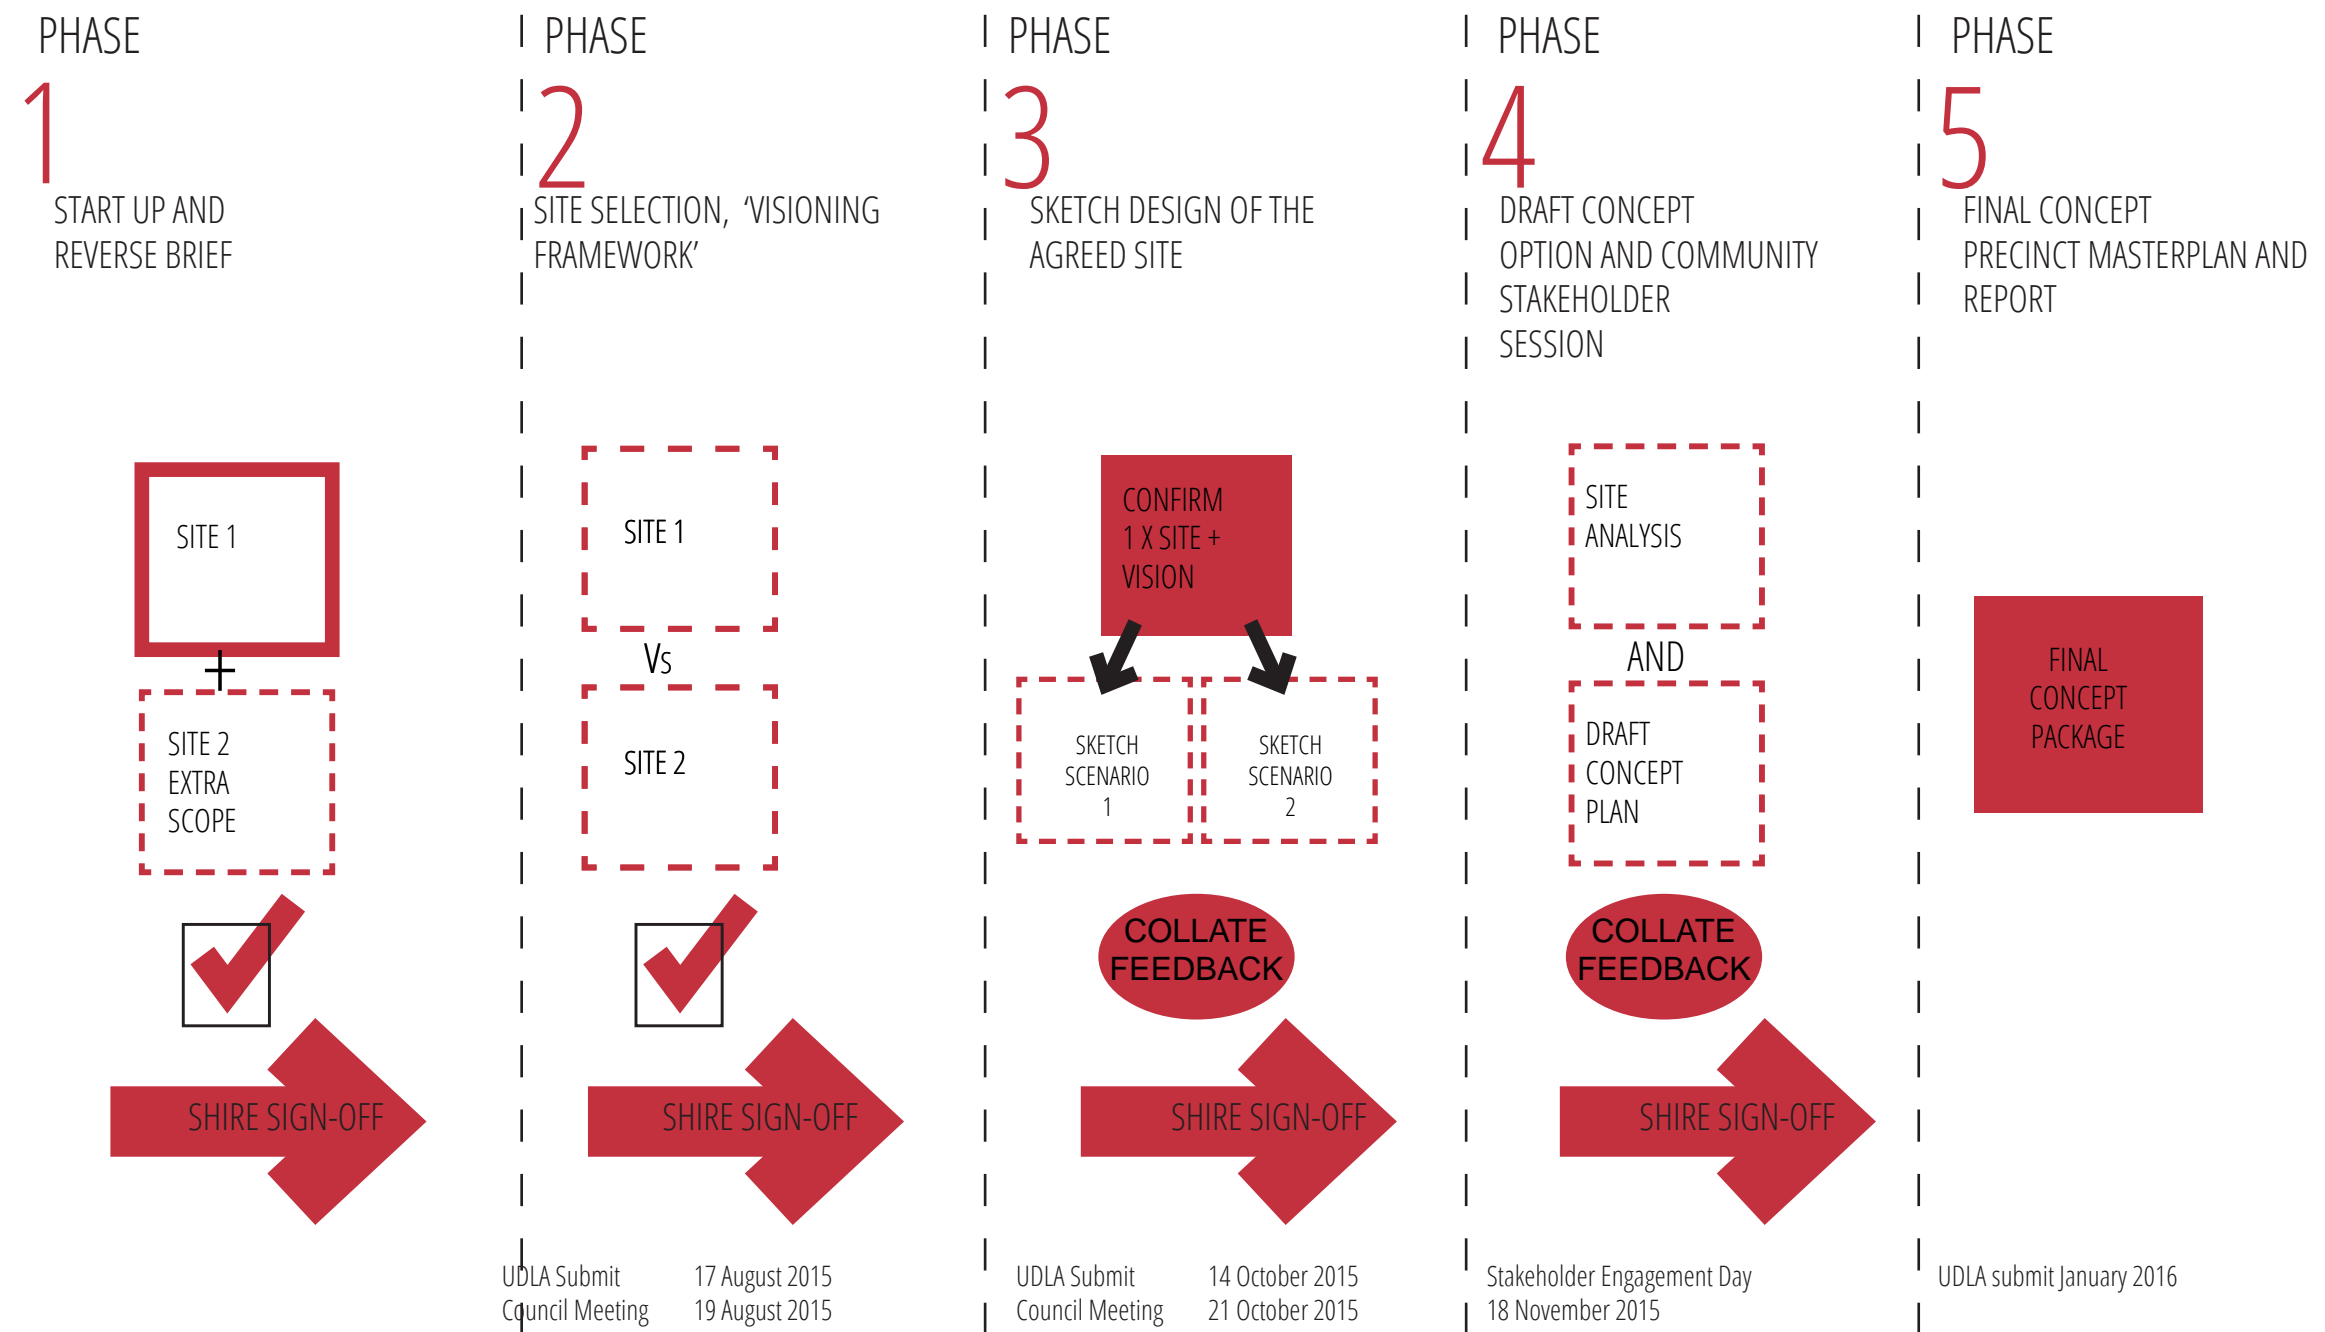 PHASE
1
START UP AND
REVERSE BRIEF
SITE 1
+
SITE 2
EXTRA
SCOPE
SHIRE SIGN-OFF
PHASE
2
SITE SELECTION, ‘VISIONING
FRAMEWORK’
SITE 1
Vs
SITE 2
SHIRE SIGN-OFF
UDLA Submit 17 August 2015
Council Meeting 19 August 2015
PHASE
3
SKETCH DESIGN OF THE
AGREED SITE
CONFIRM
1 X SITE +
VISION
SKETCH
SCENARIO
1
SKETCH
SCENARIO
2
COLLATE
FEEDBACK
SHIRE SIGN-OFF
UDLA Submit 14 October 2015
Council Meeting 21 October 2015
PHASE
4
DRAFT CONCEPT
OPTION AND COMMUNITY
STAKEHOLDER
SESSION
SITE
ANALYSIS
AND
DRAFT
CONCEPT
PLAN
COLLATE
FEEDBACK
SHIRE SIGN-OFF
Stakeholder Engagement Day
18 November 2015
PHASE
5
FINAL CONCEPT
PRECINCT MASTERPLAN AND
REPORT
FINAL
CONCEPT
PACKAGE
UDLA submit January 2016